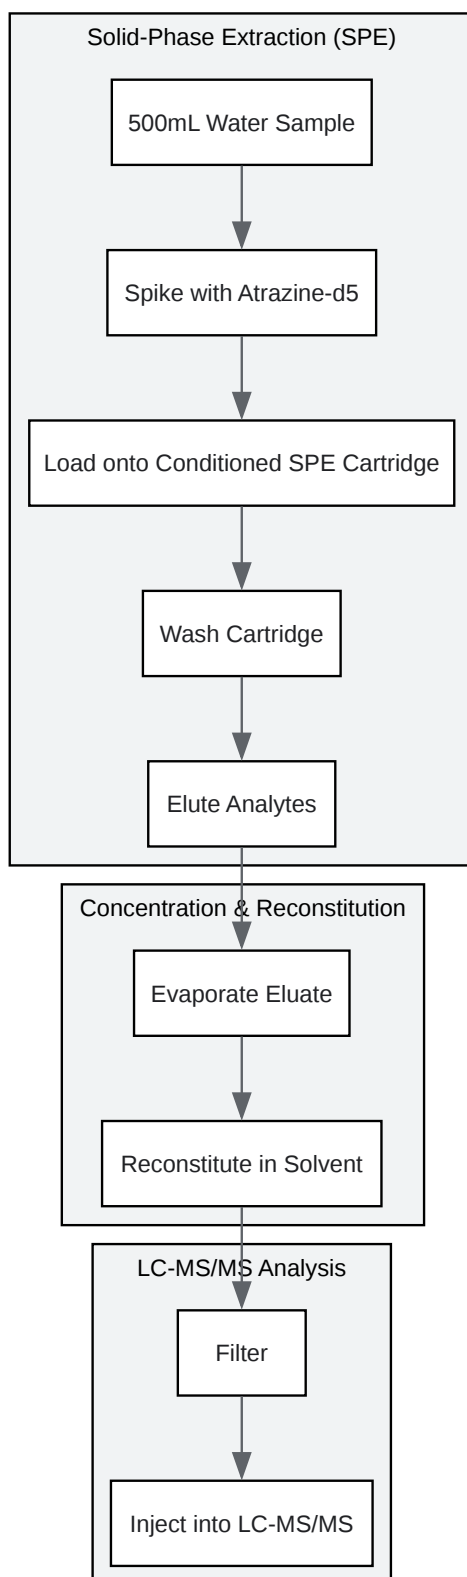 Solid-Phase Extraction (SPE)
500mL Water Sample
Spike with Atrazine-d5
Load onto Conditioned SPE Cartridge
Wash Cartridge
Elute Analytes
Concentration & Reconstitution
Evaporate Eluate
Reconstitute in Solvent
LC-MS/MS Analysis
Filter
Inject into LC-MS/MS